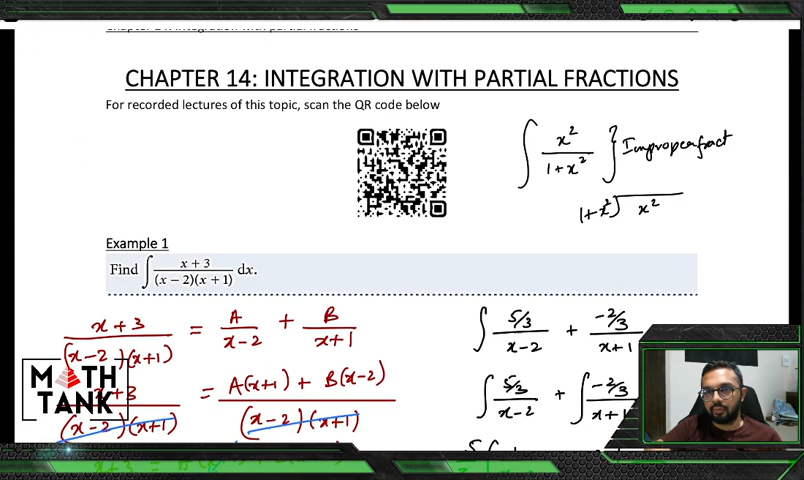 CHAPTER 14: INTEGRATION WITH PARTIAL FRACTIONS
For recorded lectures of this topic, scan the QR code below
∫ x² / (1+x²) } Improper fract
1+x² ) x²
Example 1
Find ∫ (x + 3) / ((x − 2)(x + 1)) dx.
(x+3) / ((x−2)(x+1)) = A / (x−2) + B / (x+1)
∫ (5/3) / (x−2) + (−2/3) / (x+1)
x+3 / ((x−2)(x+1)) = (A(x+1) + B(x−2)) / ((x−2)(x+1))
∫ (5/3) / (x−2) + ∫ (−2/3) / (x+1)
MATH
TANK